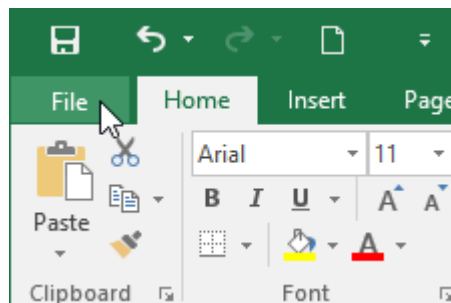 File Home Insert Page
Arial 11
B I U A A
Paste
A
Clipboard Font